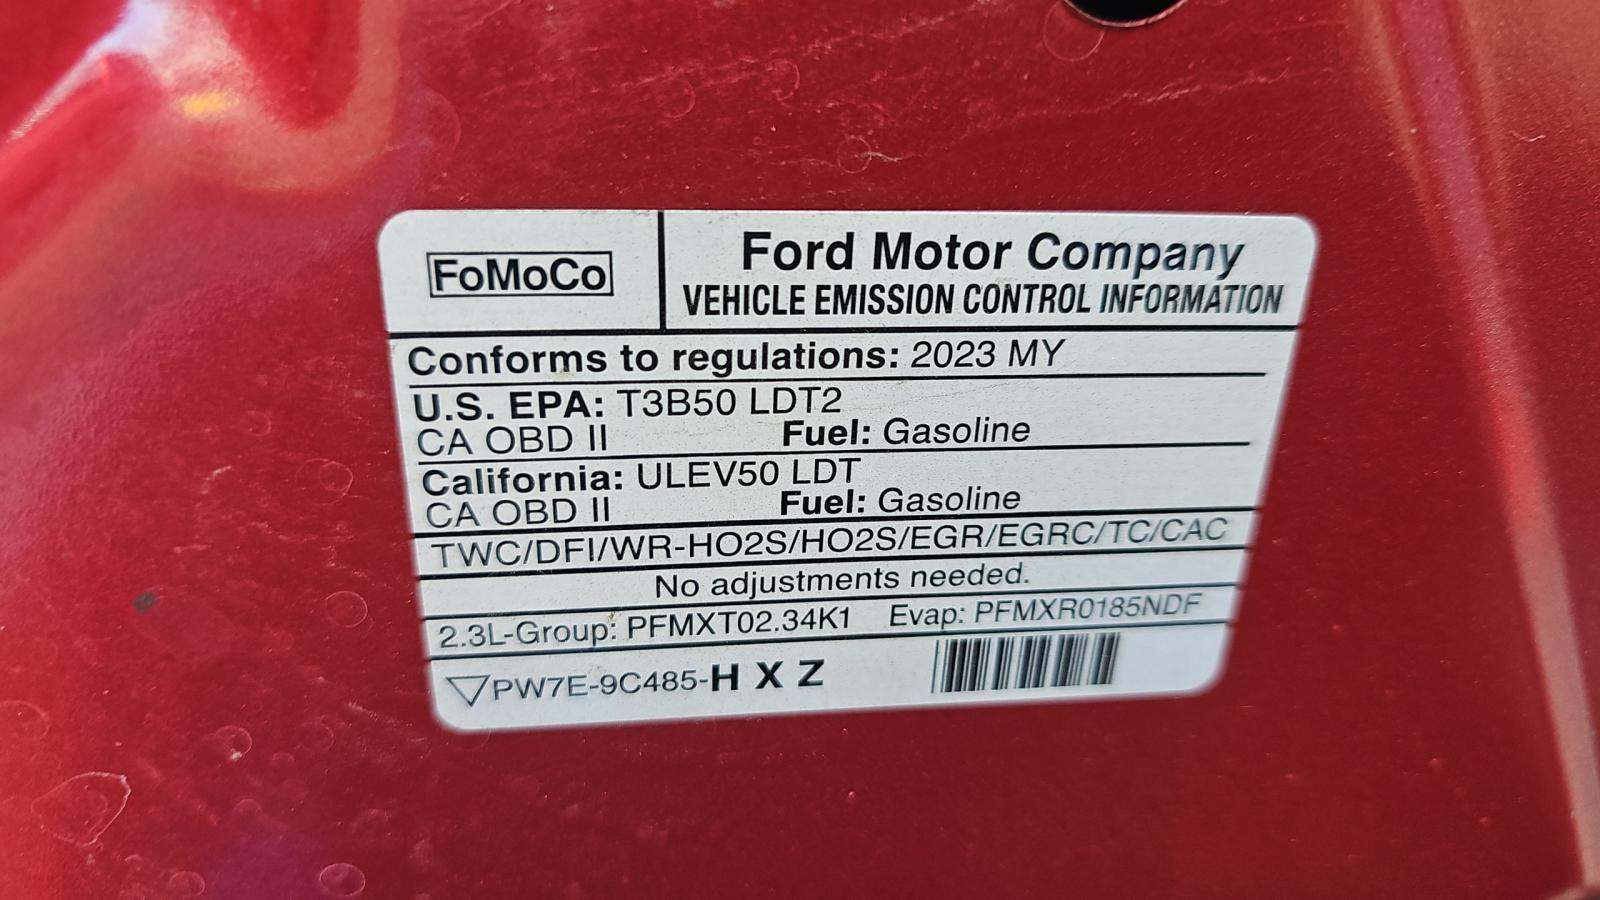 FoMoCo
Ford Motor Company
VEHICLE EMISSION CONTROL INFORMATION
Conforms to regulations: 2023 MY
U.S. EPA: T3B50 LDT2
CA OBD II Fuel: Gasoline
California: ULEV50 LDT
CA OBD II Fuel: Gasoline
TWC/DFI/WR-HO2S/HO2S/EGR/EGRC/TC/CAC
No adjustments needed.
2.3L-Group: PFMXT02.34K1 Evap: PFMXR0185NDF
PW7E-9C485-H X Z